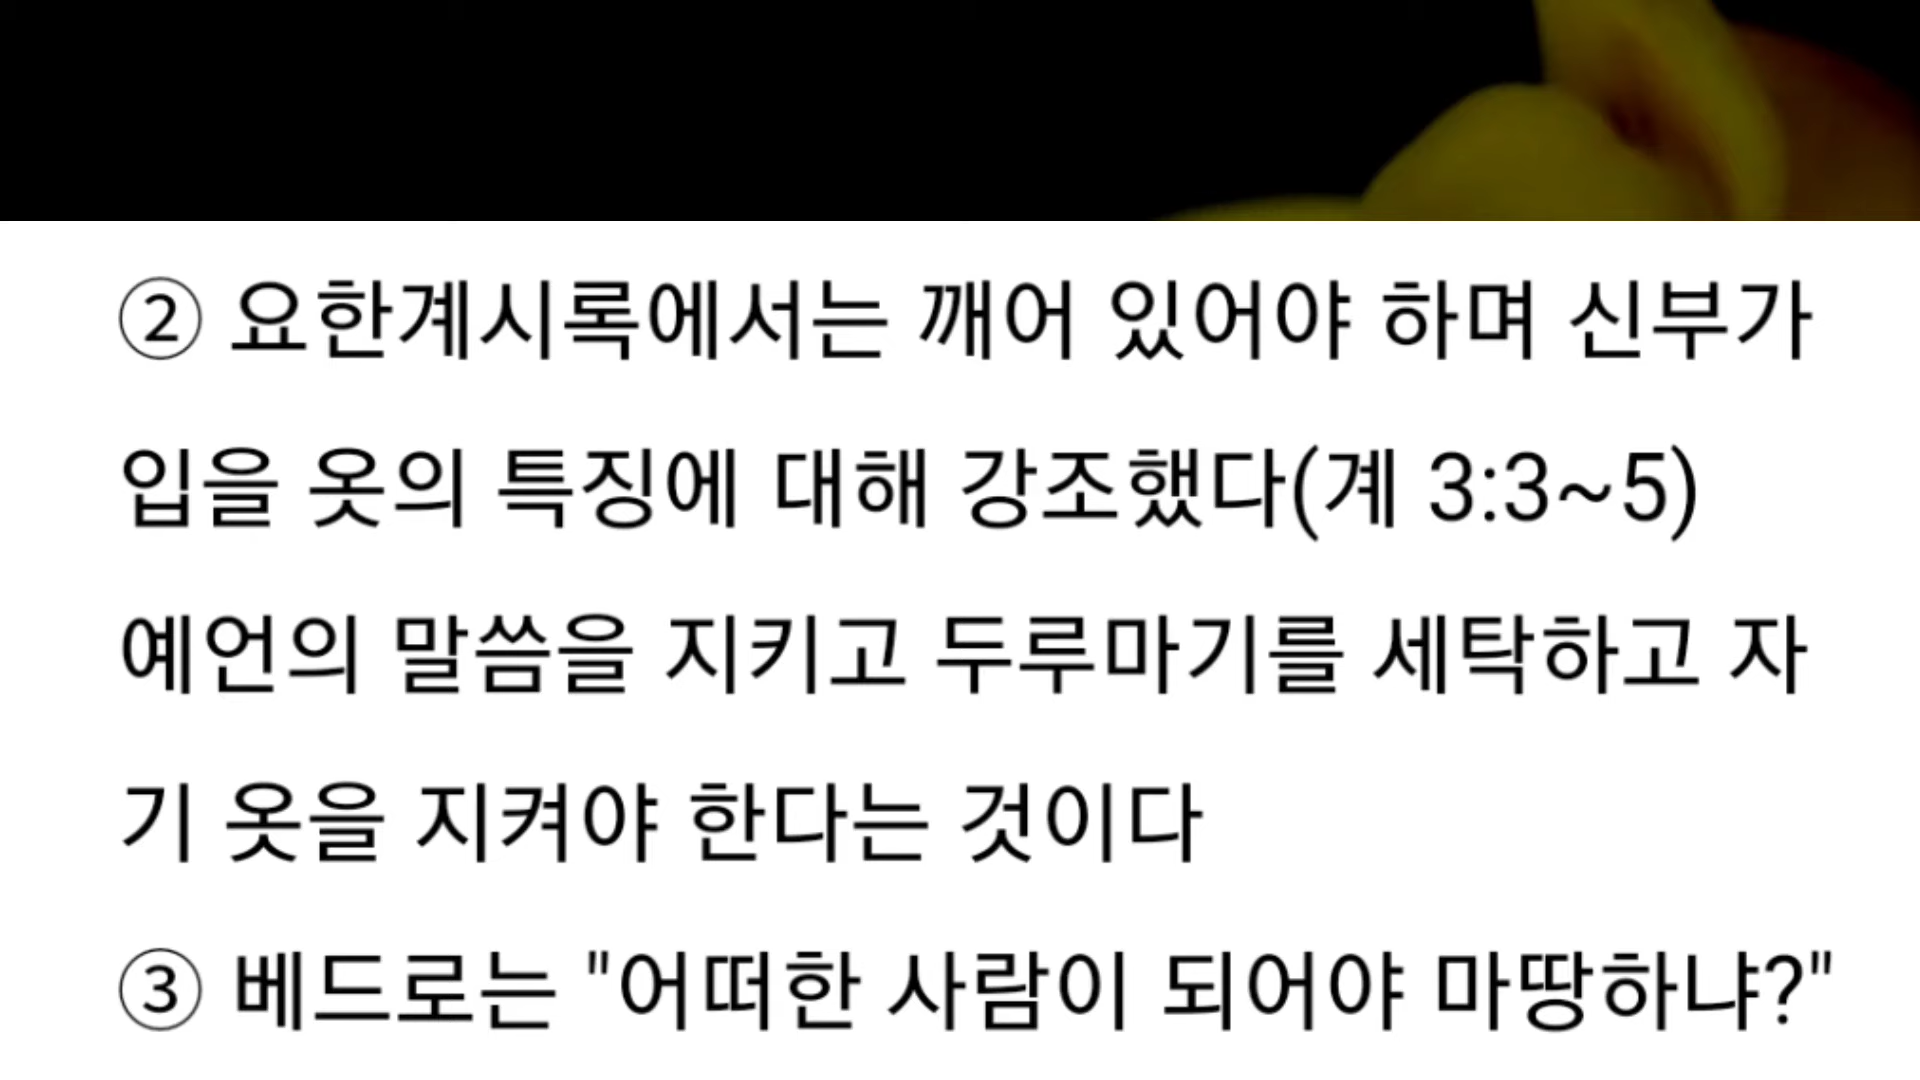 ② 요한계시록에서는 깨어 있어야 하며 신부가
입을 옷의 특징에 대해 강조했다(계 3:3~5)
예언의 말씀을 지키고 두루마기를 세탁하고 자
기 옷을 지켜야 한다는 것이다
③ 베드로는 "어떠한 사람이 되어야 마땅하냐?"